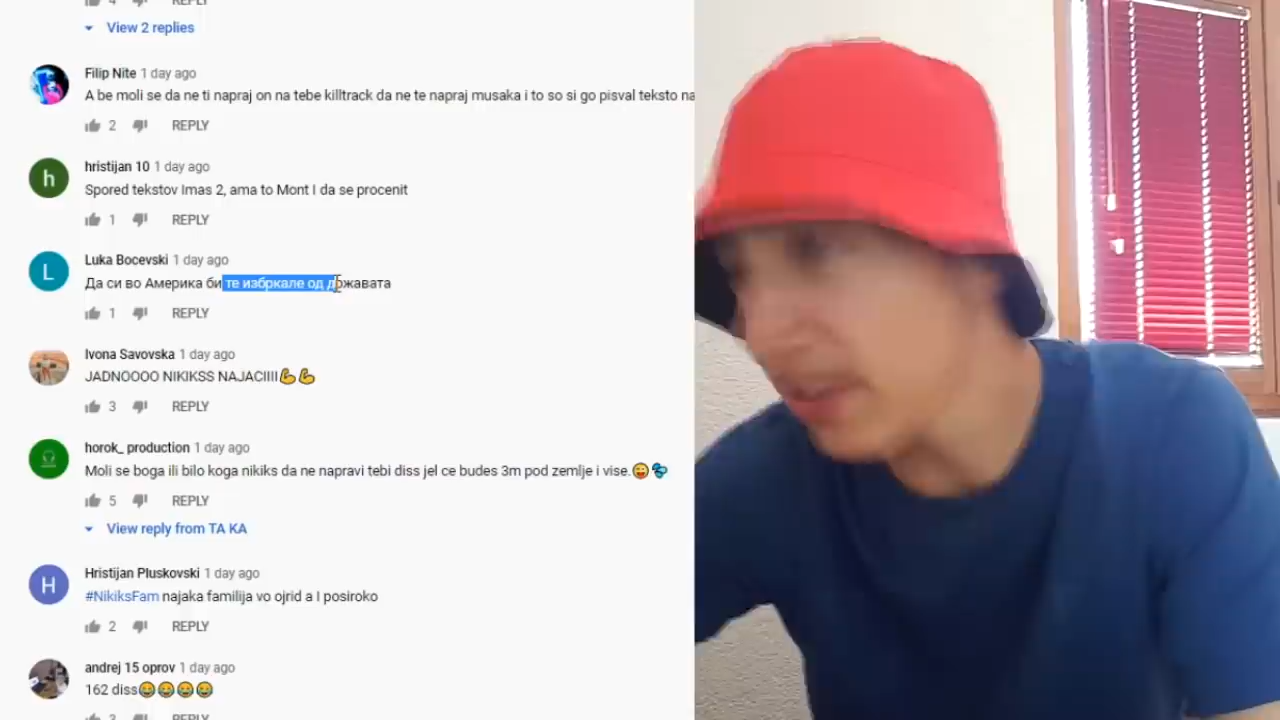 4 REPLY
View 2 replies
Filip Nite 1 day ago
A be moli se da ne ti napraj on na tebe killtrack da ne te napraj musaka i to so si go pisval teksto na
2 REPLY
hristijan 10 1 day ago
Spored tekstov Imas 2, ama to Mont I da se procenit
1 REPLY
Luka Bocevski 1 day ago
Да си во Америка би те избркале од државата
1 REPLY
Ivona Savovska 1 day ago
JADNOOOO NIKIKSS NAJACIIII💪💪
3 REPLY
horok_ production 1 day ago
Moli se boga ili bilo koga nikiks da ne napravi tebi diss jel ce budes 3m pod zemlje i vise.
5 REPLY
View reply from TA KA
Hristijan Pluskovski 1 day ago
#NikiksFam najaka familija vo ojrid a I posiroko
2 REPLY
andrej 15 oprov 1 day ago
162 diss😂😂😂😂
3 REPLY